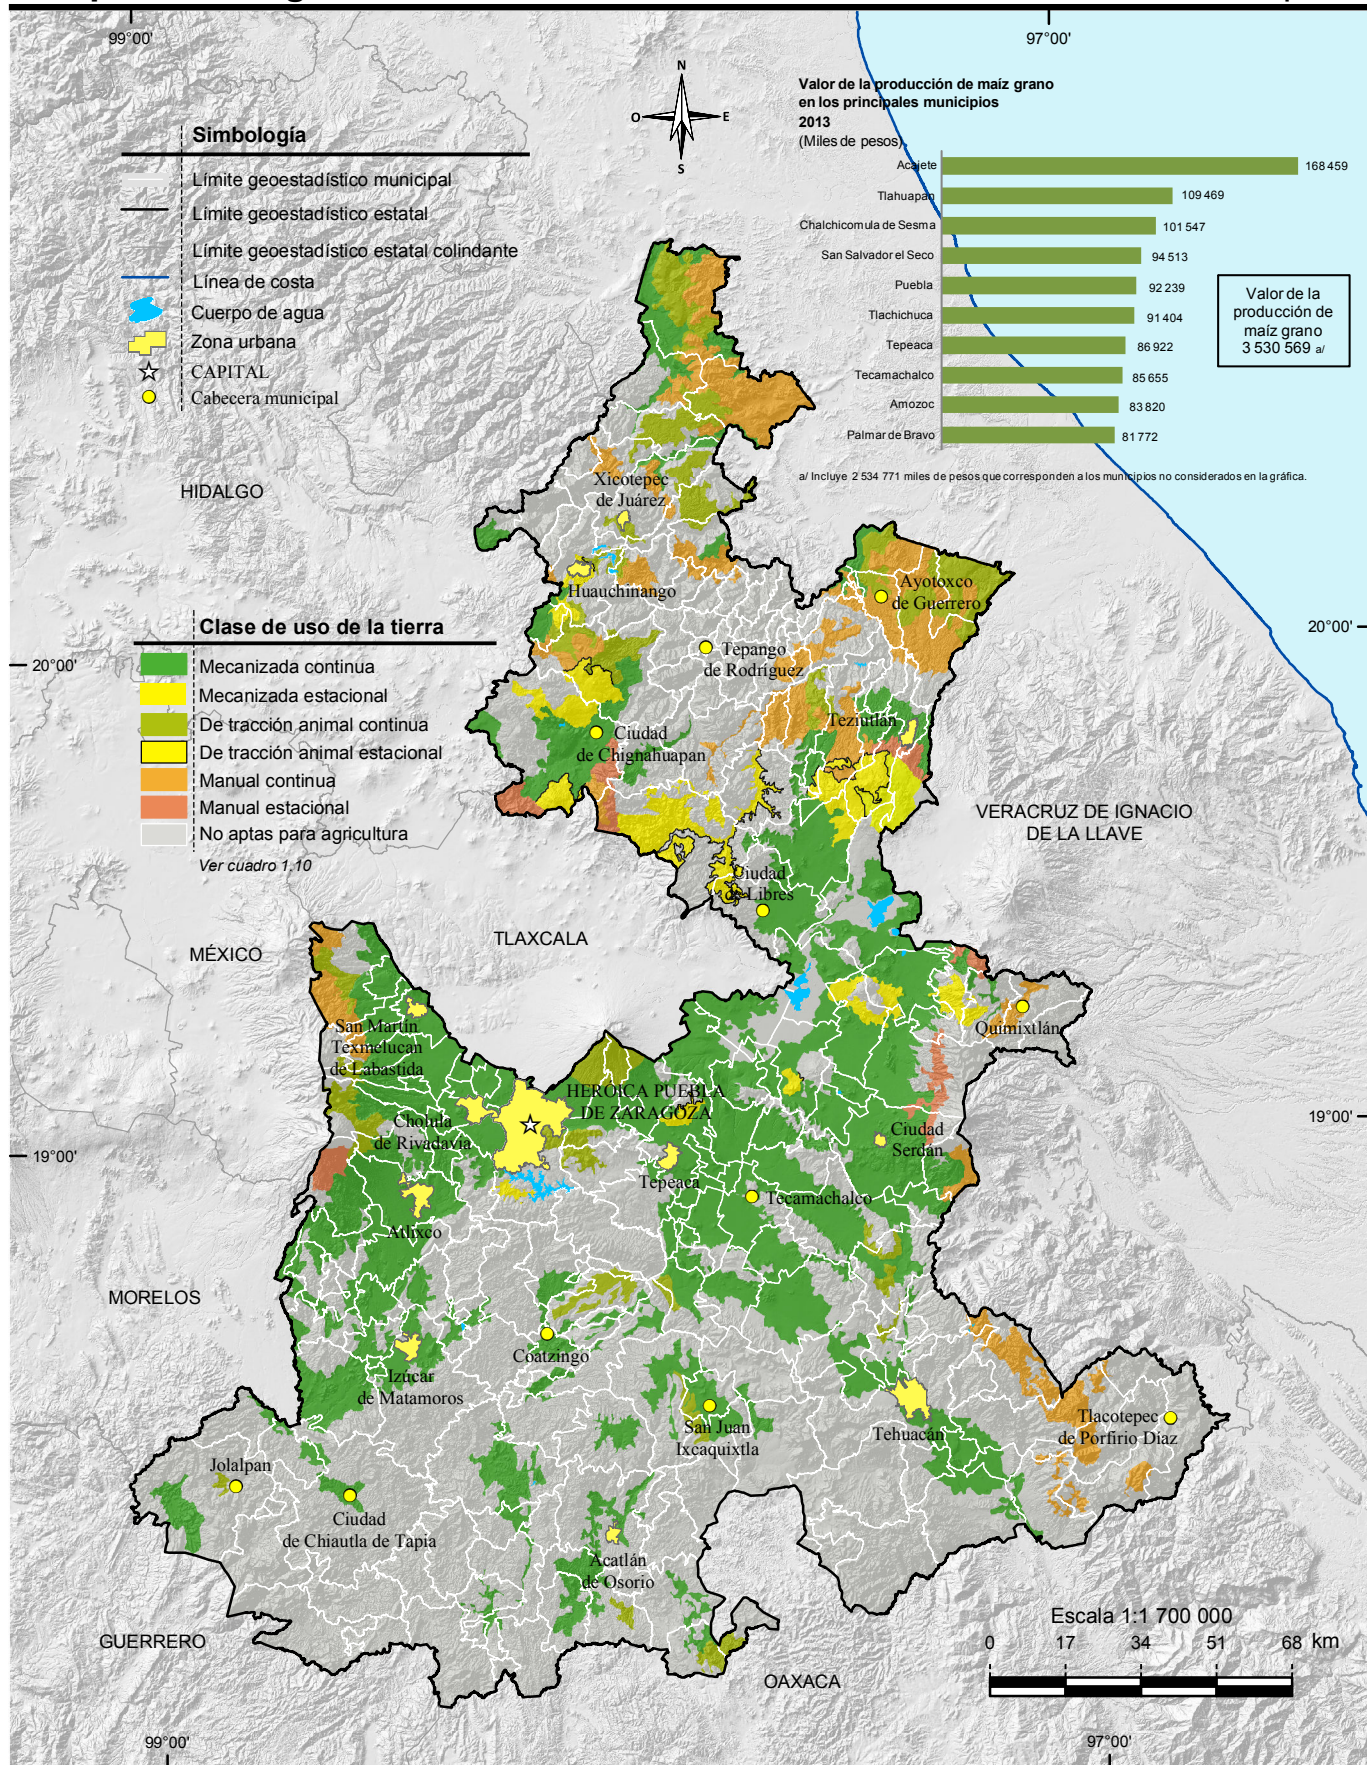 99°00'
97°00'
N
O
E
S
Simbología
Límite geoestadístico municipal
Límite geoestadístico estatal
Límite geoestadístico estatal colindante
Línea de costa
Cuerpo de agua
Zona urbana
CAPITAL
Cabecera municipal
Valor de la producción de maíz grano
en los principales municipios
2013
(Miles de pesos)
Acajete 168 459
Tlahuapan 109 469
Chalchicomula de Sesma 101 547
San Salvador el Seco 94 513
Puebla 92 239
Tlachichuca 91 404
Tepeaca 86 922
Tecamachalco 85 655
Amozoc 83 820
Palmar de Bravo 81 772
Valor de la
producción de
maíz grano
3 530 569 a/
a/ Incluye 2 534 771 miles de pesos que corresponden a los municipios no considerados en la gráfica.
HIDALGO
Xicotepec
de Juárez
Huauchinango
Ayotoxco
de Guerrero
Clase de uso de la tierra
Mecanizada continua
Mecanizada estacional
De tracción animal continua
De tracción animal estacional
Manual continua
Manual estacional
No aptas para agricultura
Ver cuadro 1.10
20°00'
20°00'
Tepango
de Rodríguez
Teziutlán
Ciudad
de Chignahuapan
VERACRUZ DE IGNACIO
DE LA LLAVE
Ciudad
de Libres
TLAXCALA
MÉXICO
Quimixtlán
San Martín
Texmelucan
de Labastida
HEROICA PUEBLA
DE ZARAGOZA
Cholula
de Rivadavia
Ciudad
Serdán
19°00'
19°00'
Tepeaca
Tecamachalco
Atlixco
MORELOS
Coatzingo
Izúcar
de Matamoros
San Juan
Ixcaquixtla
Tehuacán
Tlacotepec
de Porfirio Díaz
Jolalpan
Ciudad
de Chiautla de Tapia
Acatlán
de Osorio
GUERRERO
OAXACA
Escala 1:1 700 000
0 17 34 51 68 km
99°00'
97°00'